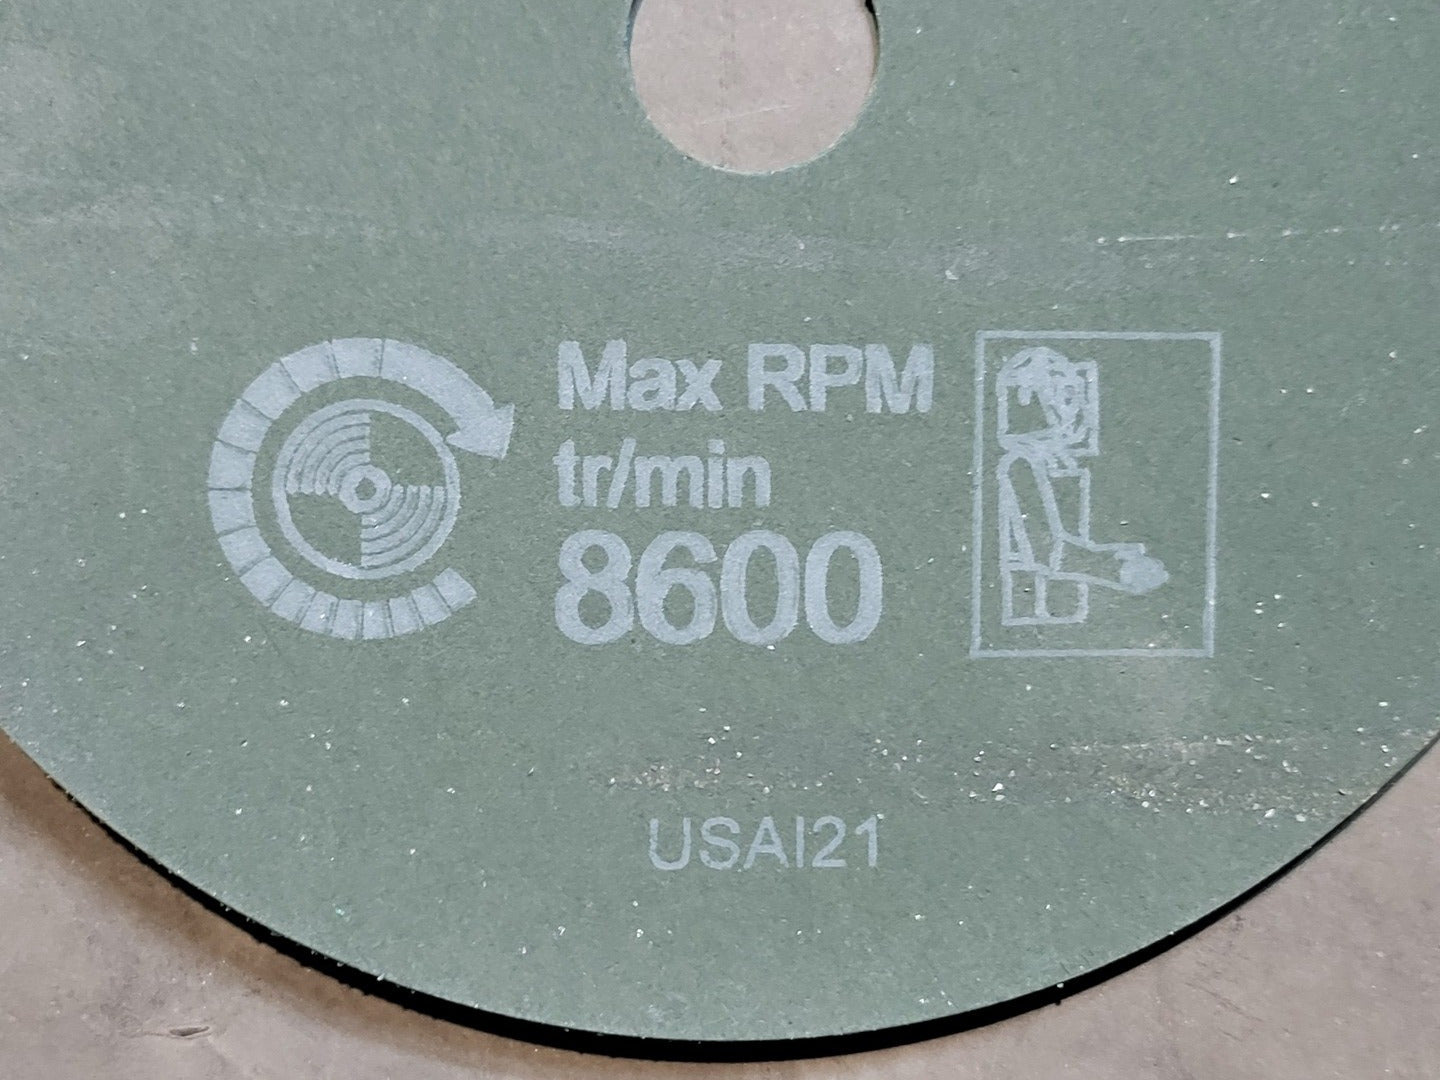 Max RPM
tr/min
8600
USAI21